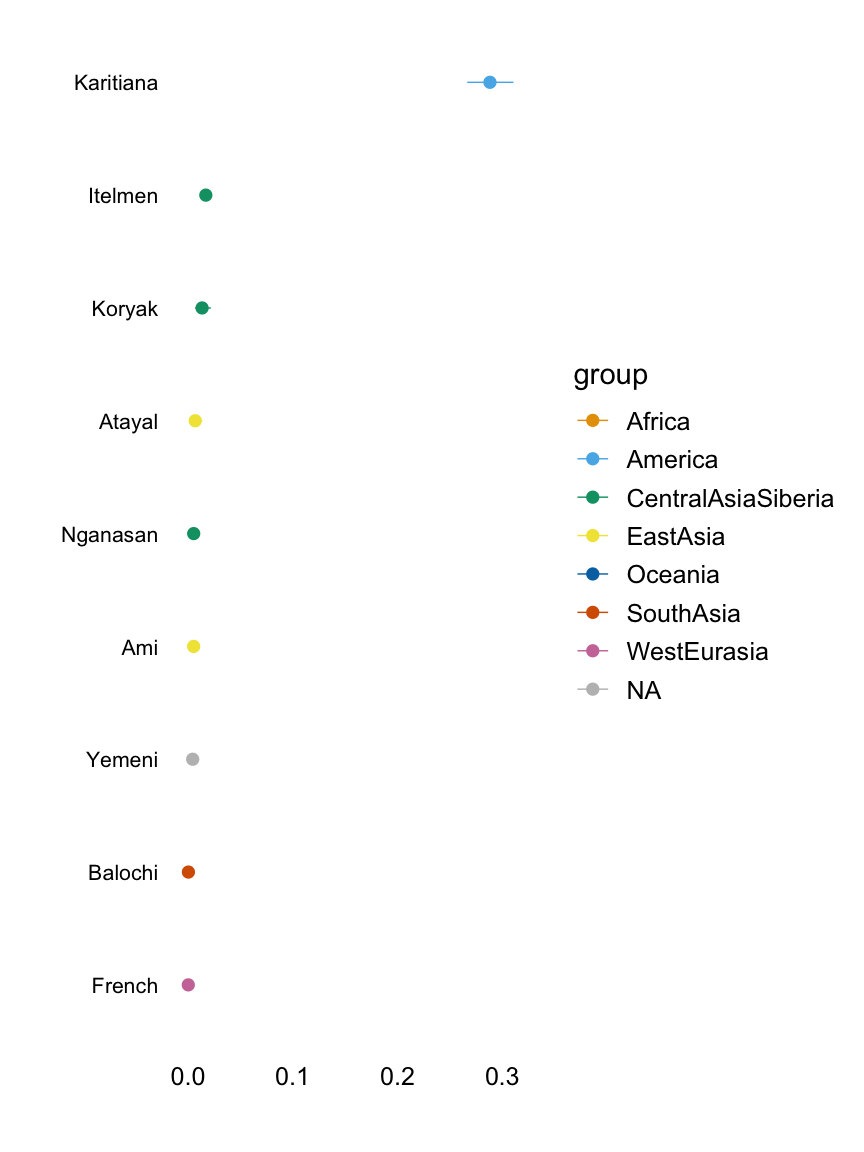 Karitiana
Itelmen
Koryak
Atayal
Nganasan
Ami
Yemeni
Balochi
French
0.0 0.1 0.2 0.3
group
Africa
America
CentralAsiaSiberia
EastAsia
Oceania
SouthAsia
WestEurasia
NA